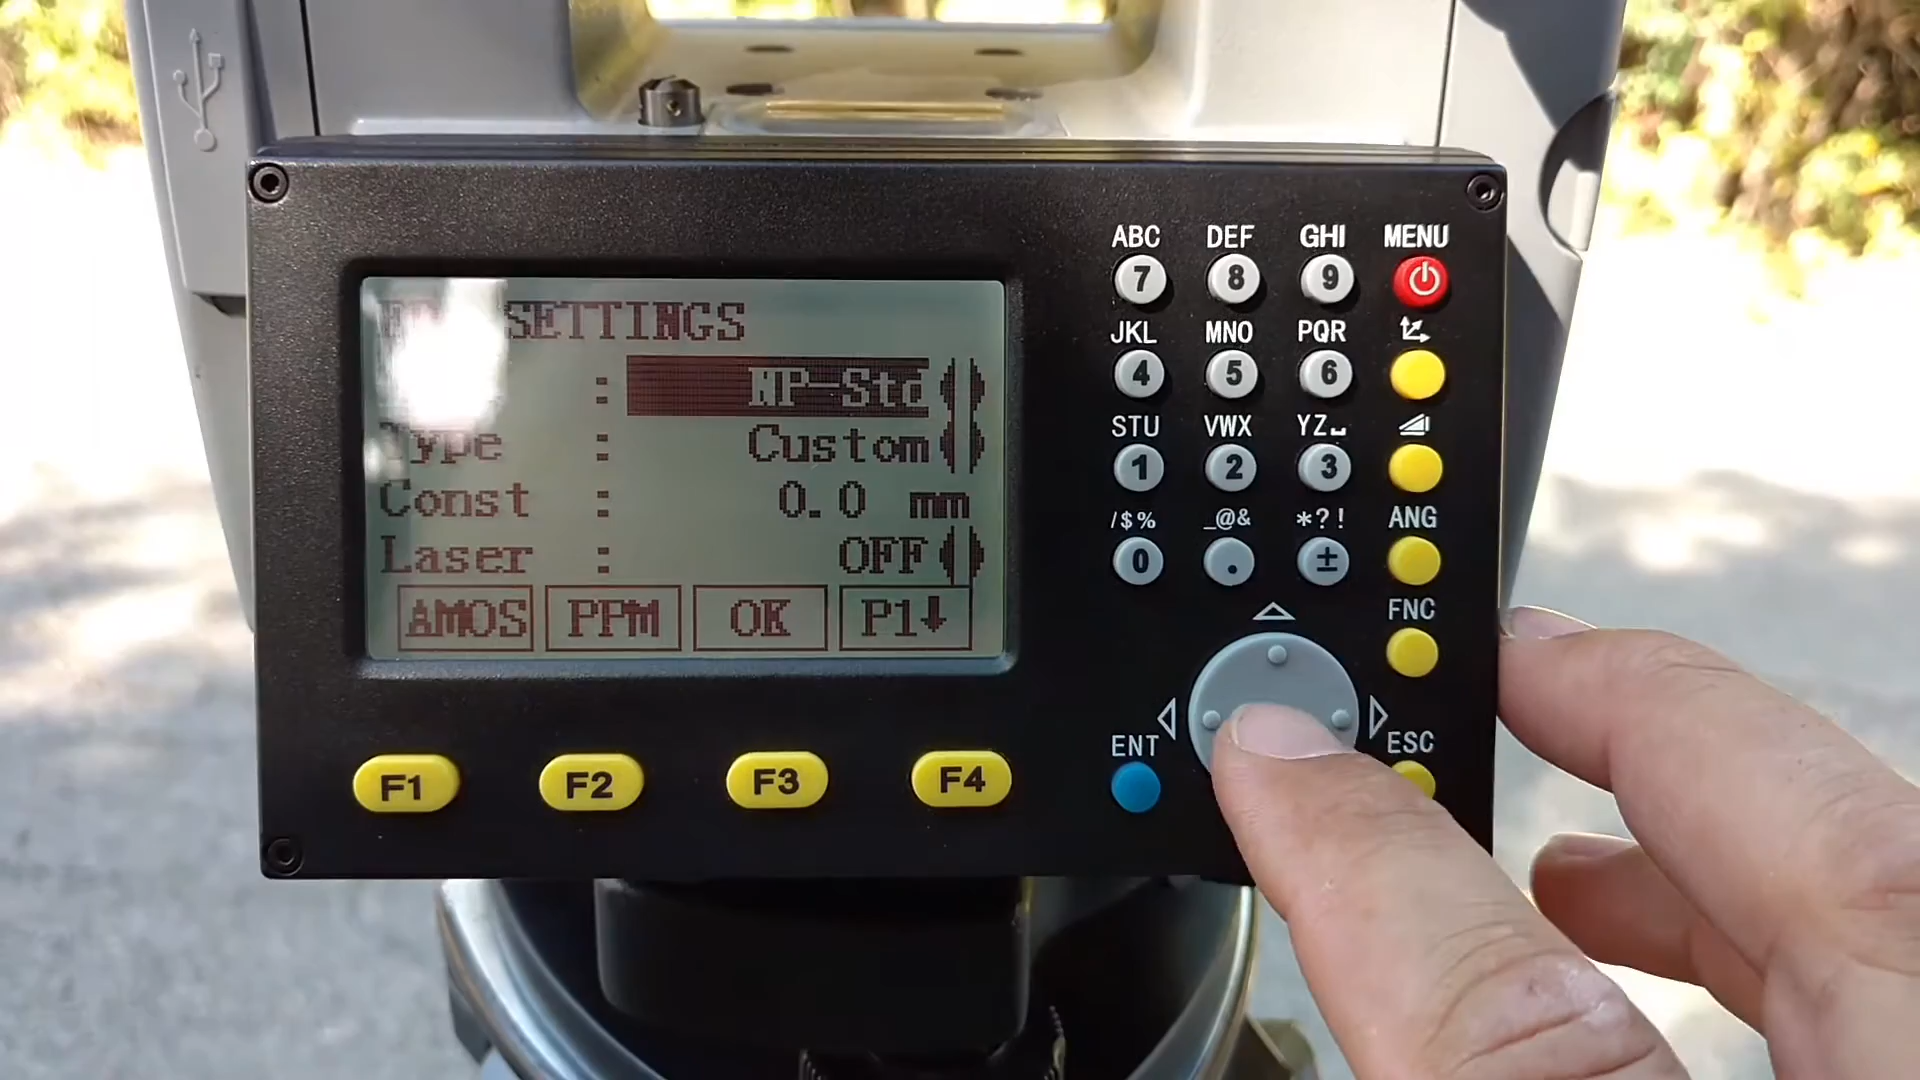 SETTINGS
: NP-Std
Type : Custom
Const : 0.0 mm
Laser : OFF
AMOS PPM OK P1↓
F1 F2 F3 F4
ABC DEF GHI MENU
7 8 9
JKL MNO PQR
4 5 6
STU VWX YZ␣
1 2 3
/$% _@& *?! ANG
0 . ±
FNC
ENT ESC